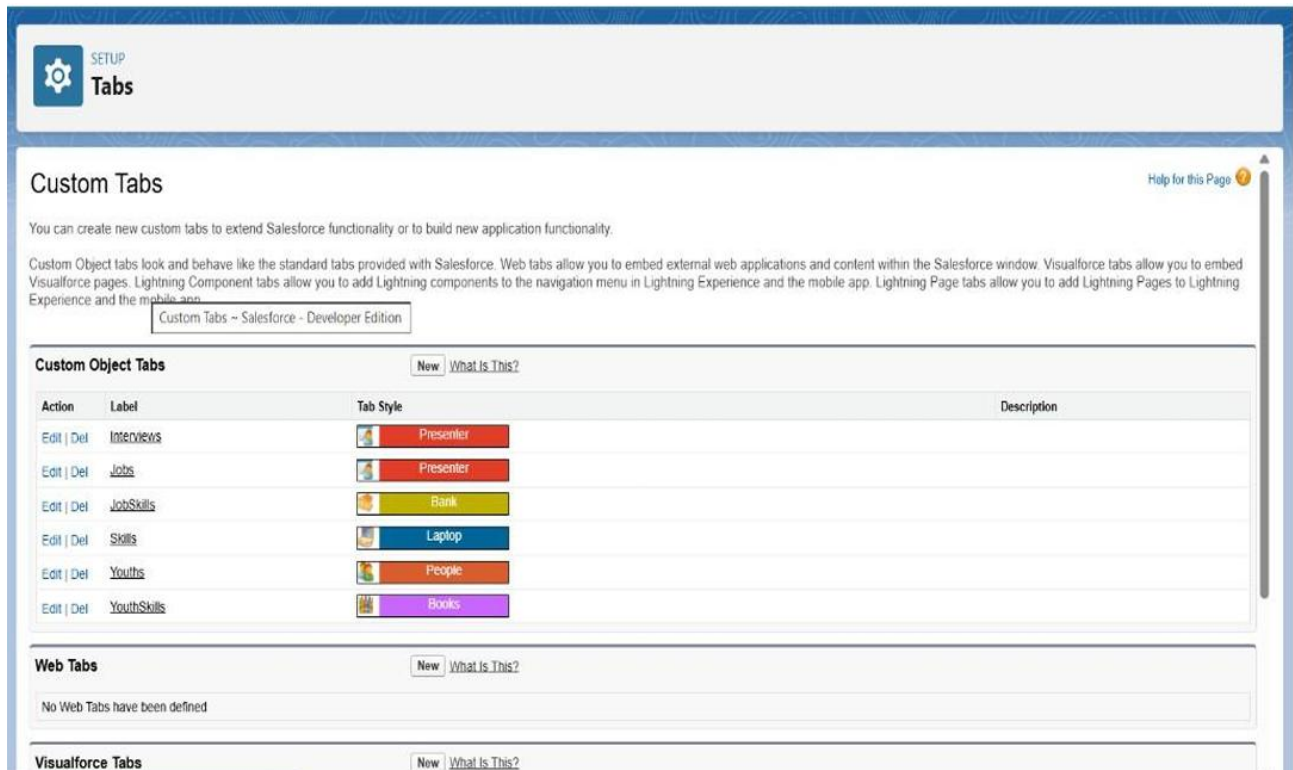 SETUP
Tabs
Custom Tabs
Help for this Page
You can create new custom tabs to extend Salesforce functionality or to build new application functionality.
Custom Object tabs look and behave like the standard tabs provided with Salesforce. Web tabs allow you to embed external web applications and content within the Salesforce window. Visualforce tabs allow you to embed
Visualforce pages. Lightning Component tabs allow you to add Lightning components to the navigation menu in Lightning Experience and the mobile app. Lightning Page tabs allow you to add Lightning Pages to Lightning
Experience and the mobile app
Custom Tabs ~ Salesforce - Developer Edition
Custom Object Tabs New What Is This?
Action Label Tab Style Description
Edit | Del Interviews Presenter
Edit | Del Jobs Presenter
Edit | Del JobSkills Bank
Edit | Del Skills Laptop
Edit | Del Youths People
Edit | Del YouthSkills Books
Web Tabs New What Is This?
No Web Tabs have been defined
Visualforce Tabs New What Is This?